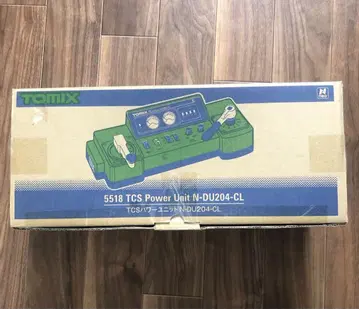 TOMIX
N
5518 TCS Power Unit N-DU204-CL
TCSパワーユニットN-DU204-CL